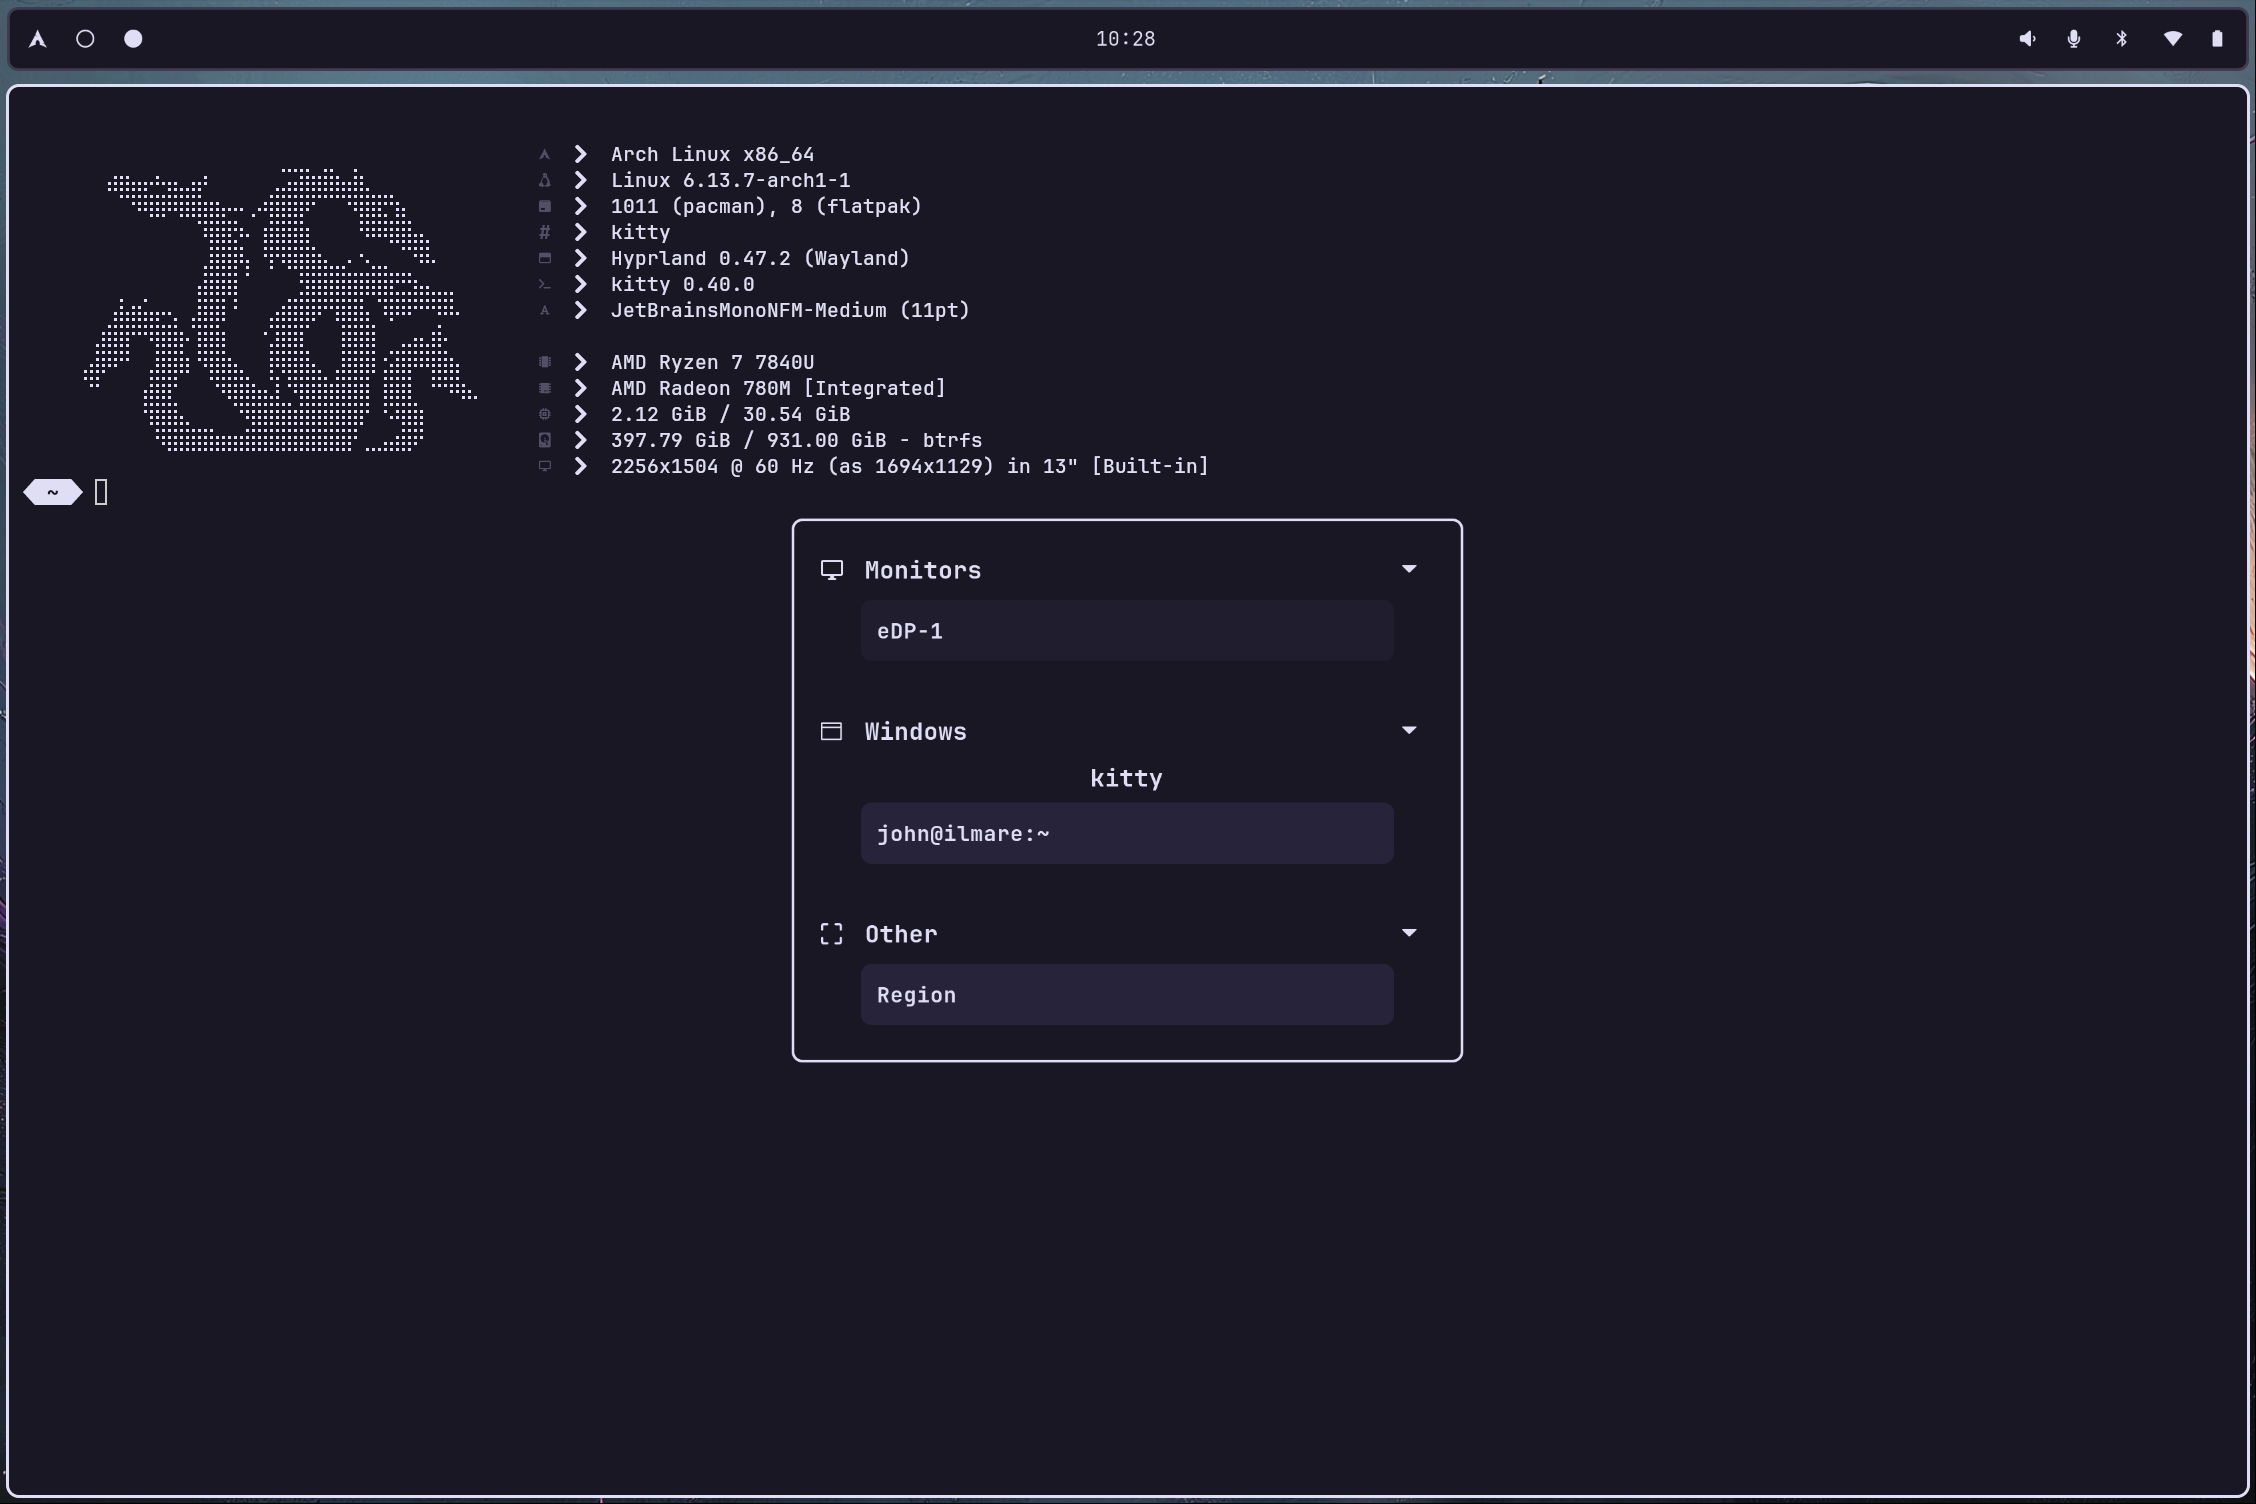 10:28
Arch Linux x86_64
Linux 6.13.7-arch1-1
1011 (pacman), 8 (flatpak)
kitty
Hyprland 0.47.2 (Wayland)
kitty 0.40.0
JetBrainsMonoNFM-Medium (11pt)
AMD Ryzen 7 7840U
AMD Radeon 780M [Integrated]
2.12 GiB / 30.54 GiB
397.79 GiB / 931.00 GiB - btrfs
2256x1504 @ 60 Hz (as 1694x1129) in 13" [Built-in]
~
Monitors
eDP-1
Windows
kitty
john@ilmare:~
Other
Region